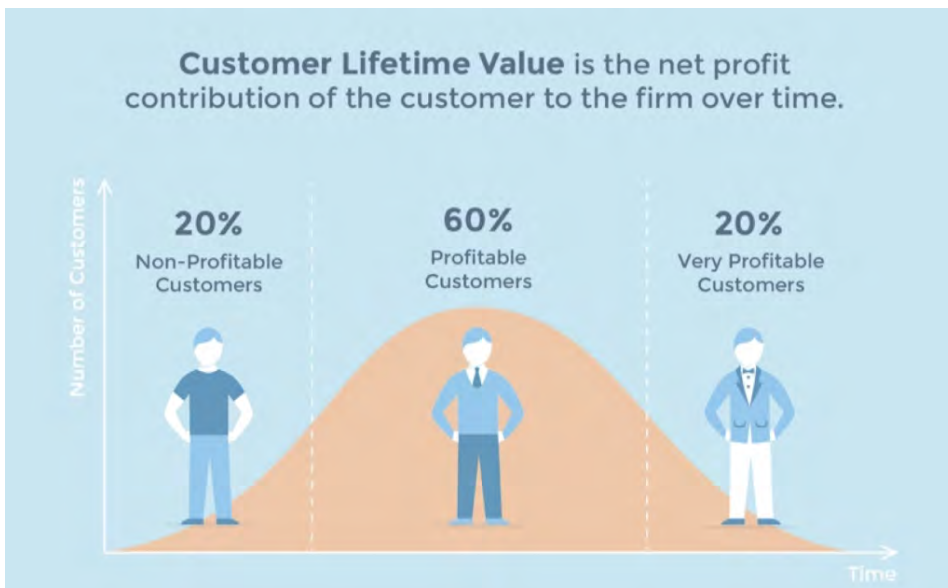 Customer Lifetime Value is the net profit
contribution of the customer to the firm over time.
Number of Customers
20%
Non-Profitable
Customers
60%
Profitable
Customers
20%
Very Profitable
Customers
Time